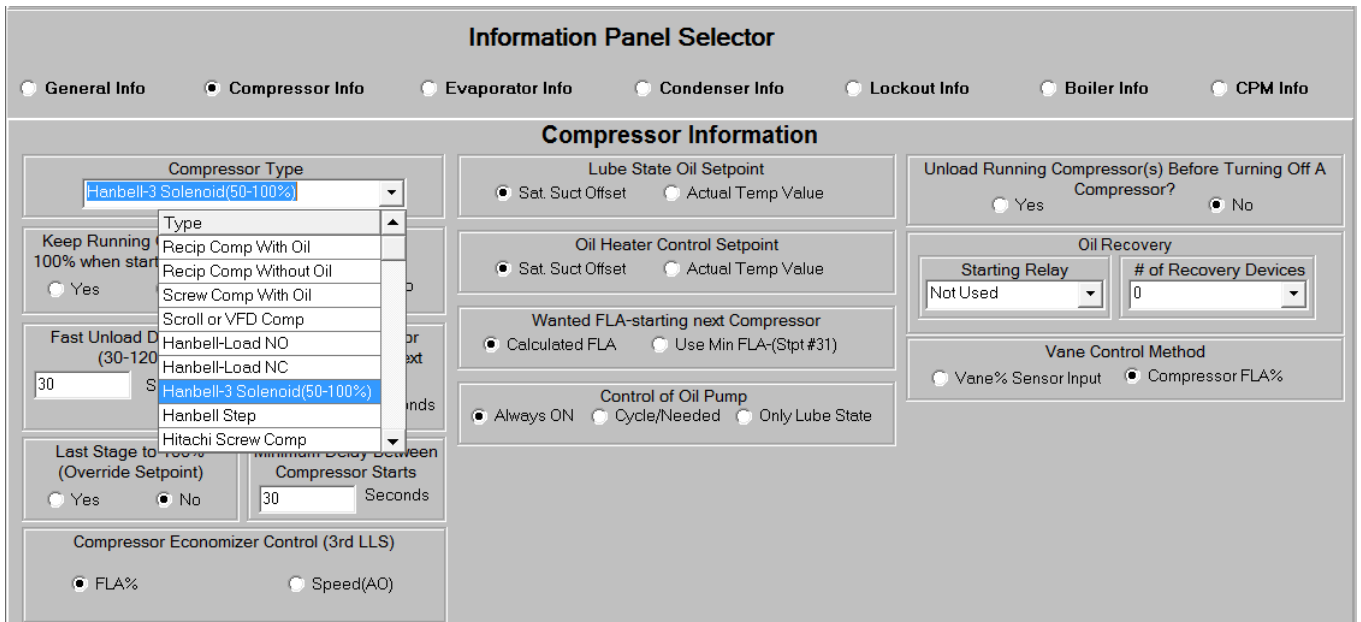 Information Panel Selector
General Info Compressor Info Evaporator Info Condenser Info Lockout Info Boiler Info CPM Info
Compressor Information
Compressor Type
Hanbell-3 Solenoid(50-100%)
Type
Recip Comp With Oil
Recip Comp Without Oil
Screw Comp With Oil
Scroll or VFD Comp
Hanbell-Load NO
Hanbell-Load NC
Hanbell-3 Solenoid(50-100%)
Hanbell Step
Hitachi Screw Comp
Keep Running
100% when start
Yes
Fast Unload D
(30-120
30
Last Stage to 100%
(Override Setpoint)
Yes No
Minimum Delay Between
Compressor Starts
30 Seconds
Compressor Economizer Control (3rd LLS)
FLA% Speed(AO)
Lube State Oil Setpoint
Sat. Suct Offset Actual Temp Value
Oil Heater Control Setpoint
Sat. Suct Offset Actual Temp Value
Wanted FLA-starting next Compressor
Calculated FLA Use Min FLA-(Stpt #31)
Control of Oil Pump
Always ON Cycle/Needed Only Lube State
Unload Running Compressor(s) Before Turning Off A
Compressor?
Yes No
Oil Recovery
Starting Relay # of Recovery Devices
Not Used 0
Vane Control Method
Vane% Sensor Input Compressor FLA%